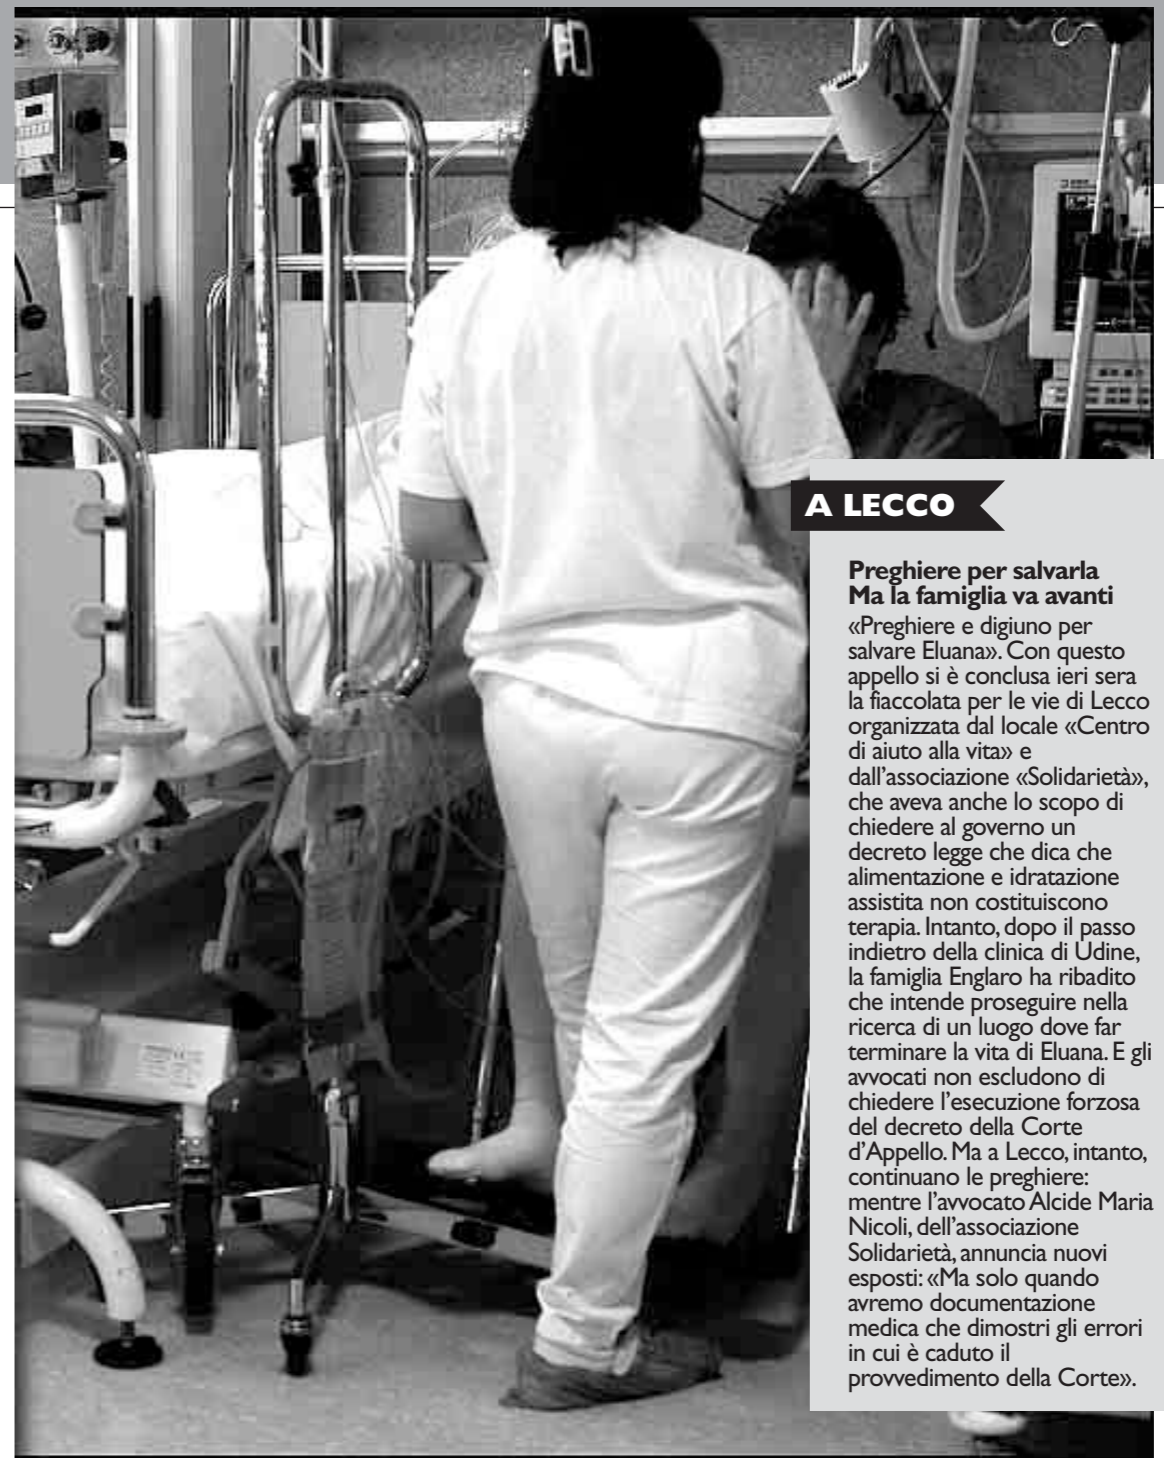 A LECCO
Preghiere per salvarla
Ma la famiglia va avanti
«Preghiere e digiuno per
salvare Eluana». Con questo
appello si è conclusa ieri sera
la fiaccolata per le vie di Lecco
organizzata dal locale «Centro
di aiuto alla vita» e
dall'associazione «Solidarietà»,
che aveva anche lo scopo di
chiedere al governo un
decreto legge che dica che
alimentazione e idratazione
assistita non costituiscono
terapia. Intanto, dopo il passo
indietro della clinica di Udine,
la famiglia Englaro ha ribadito
che intende proseguire nella
ricerca di un luogo dove far
terminare la vita di Eluana. E gli
avvocati non escludono di
chiedere l'esecuzione forzosa
del decreto della Corte
d'Appello. Ma a Lecco, intanto,
continuano le preghiere:
mentre l'avvocato Alcide Maria
Nicoli, dell'associazione
Solidarietà, annuncia nuovi
esposti: «Ma solo quando
avremo documentazione
medica che dimostri gli errori
in cui è caduto il
provvedimento della Corte».